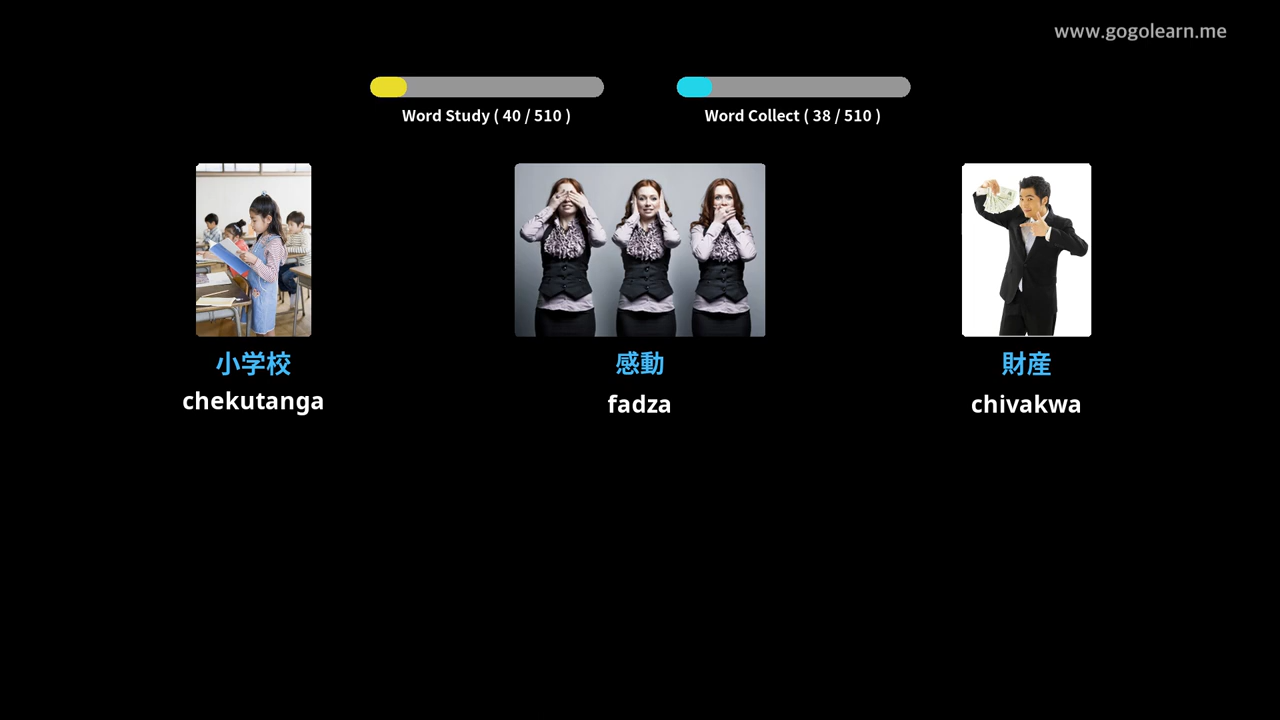 www.gogolearn.me
Word Study ( 40 / 510 )
Word Collect ( 38 / 510 )
小学校
感動
財産
chekutanga
fadza
chivakwa